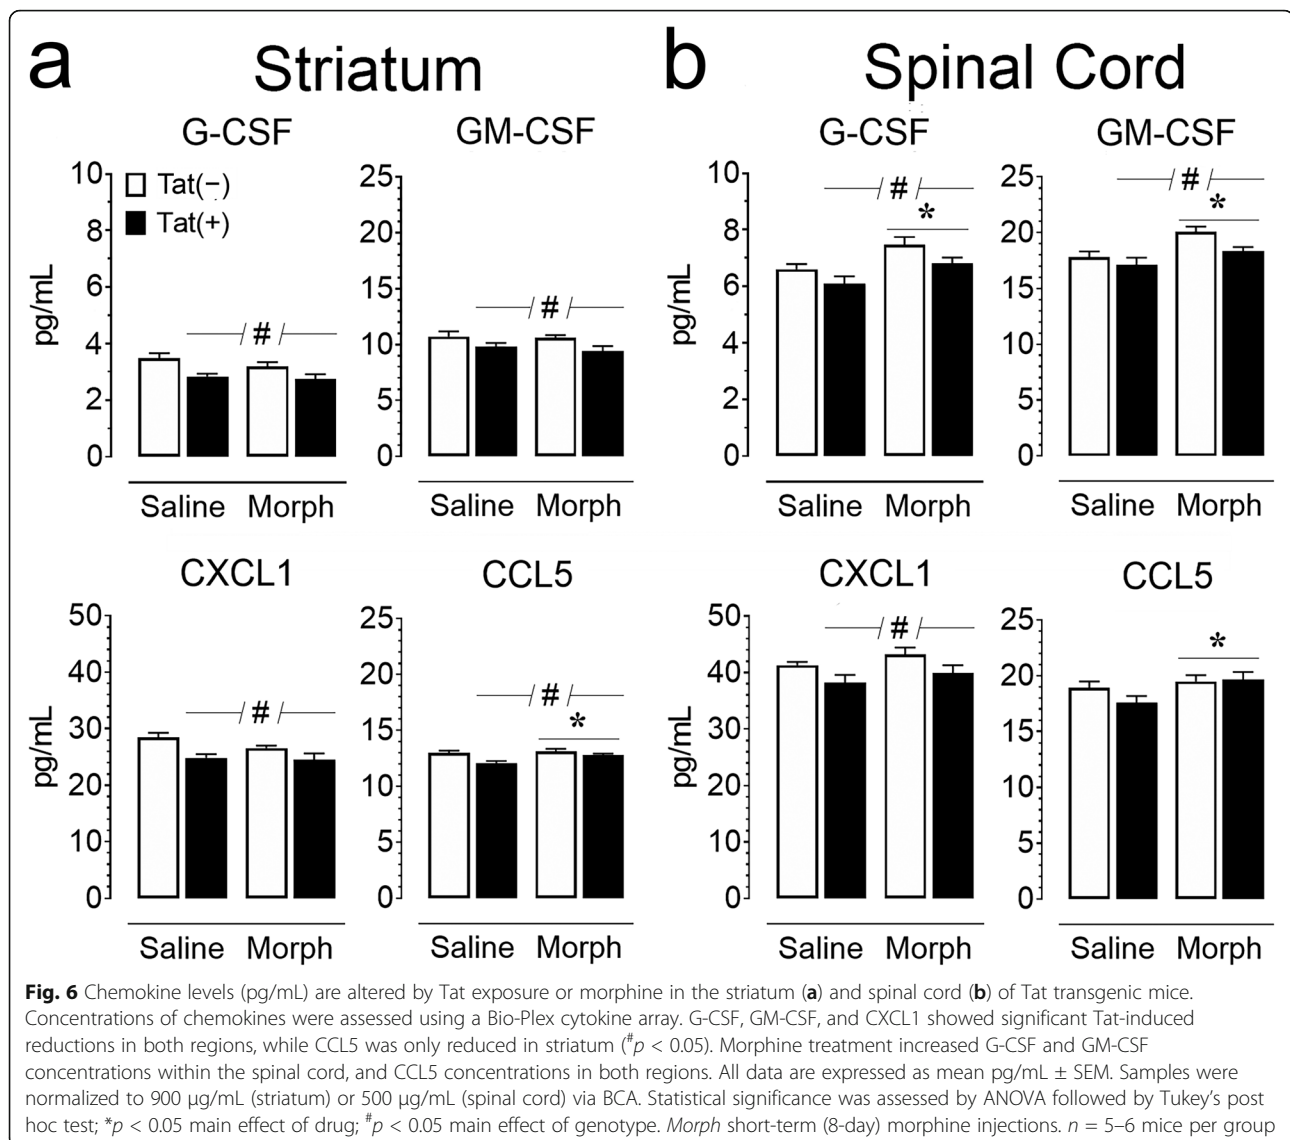 a Striatum
b Spinal Cord
G-CSF
GM-CSF
G-CSF
GM-CSF
pg/mL
10
8
6
4
2
0
Tat(−)
Tat(+)
#
Saline Morph
25
20
15
10
5
0
#
Saline Morph
pg/mL
10
8
6
4
2
0
#
*
Saline Morph
25
20
15
10
5
0
#
*
Saline Morph
CXCL1
CCL5
CXCL1
CCL5
pg/mL
50
40
30
20
10
0
#
Saline Morph
25
20
15
10
5
0
#
*
Saline Morph
pg/mL
50
40
30
20
10
0
#
Saline Morph
25
20
15
10
5
0
*
Saline Morph
Fig. 6 Chemokine levels (pg/mL) are altered by Tat exposure or morphine in the striatum (a) and spinal cord (b) of Tat transgenic mice.
Concentrations of chemokines were assessed using a Bio-Plex cytokine array. G-CSF, GM-CSF, and CXCL1 showed significant Tat-induced
reductions in both regions, while CCL5 was only reduced in striatum (#p < 0.05). Morphine treatment increased G-CSF and GM-CSF
concentrations within the spinal cord, and CCL5 concentrations in both regions. All data are expressed as mean pg/mL ± SEM. Samples were
normalized to 900 μg/mL (striatum) or 500 μg/mL (spinal cord) via BCA. Statistical significance was assessed by ANOVA followed by Tukey's post
hoc test; *p < 0.05 main effect of drug; #p < 0.05 main effect of genotype. Morph short-term (8-day) morphine injections. n = 5–6 mice per group